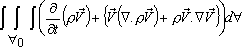 ∫∫∫_{∀₀} ( ∂/∂t (ρV⃗) + {V⃗(∇.ρV⃗) + ρV⃗.∇V⃗} ) d∀